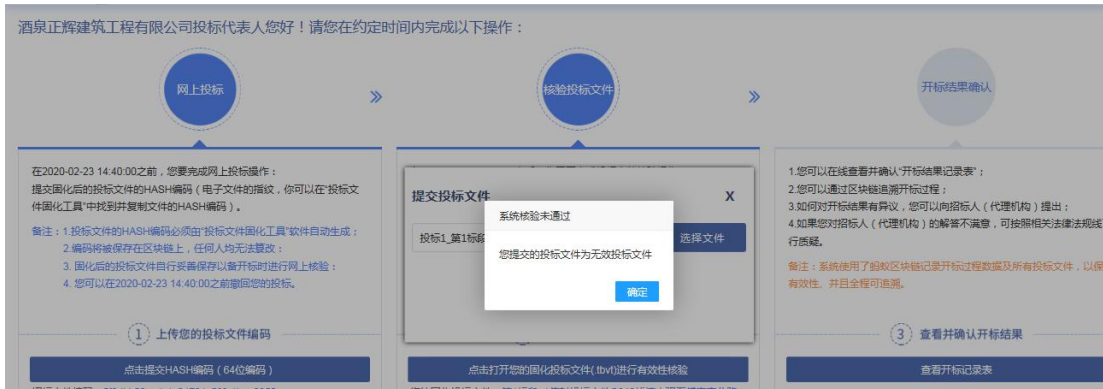 酒泉正辉建筑工程有限公司投标代表人您好！请您在约定时间内完成以下操作：
网上投标
核验投标文件
开标结果确认
在2020-02-23 14:40:00之前，您要完成网上投标操作：
提交固化后的投标文件的HASH编码（电子文件的指纹，你可以在“投标文
件固化工具”中找到并复制文件的HASH编码）。
备注：1.投标文件的HASH编码必须由“投标文件固化工具”软件自动生成；
2.编码将被保存在区块链上，任何人均无法篡改；
3. 固化后的投标文件自行妥善保存以备开标时进行网上核验；
4. 您可以在2020-02-23 14:40:00之前撤回您的投标。
1 上传您的投标文件编码
点击提交HASH编码（64位编码）
提交投标文件
X
投标1_第1标段
选择文件
系统核验未通过
您提交的投标文件为无效投标文件
确定
点击打开您的固化投标文件(.tbvt)进行有效性核验
1.您可以在线查看并确认“开标结果记录表”；
2.您可以通过区块链追溯开标过程；
3.如何对开标结果有异议，您可以向招标人（代理机构）提出；
4.如果您对招标人（代理机构）的解答不满意，可按照相关法律法规线
行质疑。
备注：系统使用了蚂蚁区块链记录开标过程数据及所有投标文件，以保
有效性、并且全程可追溯。
3 查看并确认开标结果
查看开标记录表